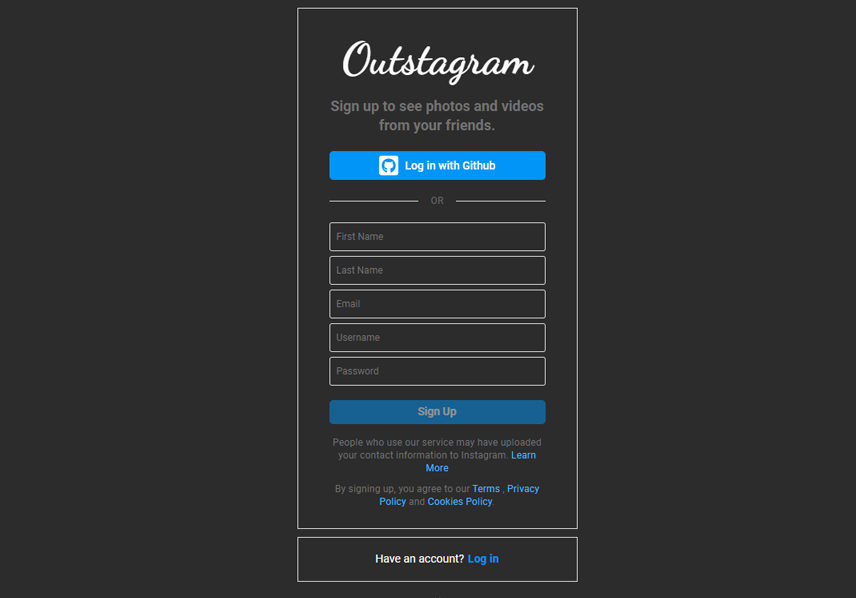 Outstagram
Sign up to see photos and videos
from your friends.
Log in with Github
OR
First Name
Last Name
Email
Username
Password
Sign Up
People who use our service may have uploaded
your contact information to Instagram. Learn
More
By signing up, you agree to our Terms , Privacy
Policy and Cookies Policy.
Have an account? Log in